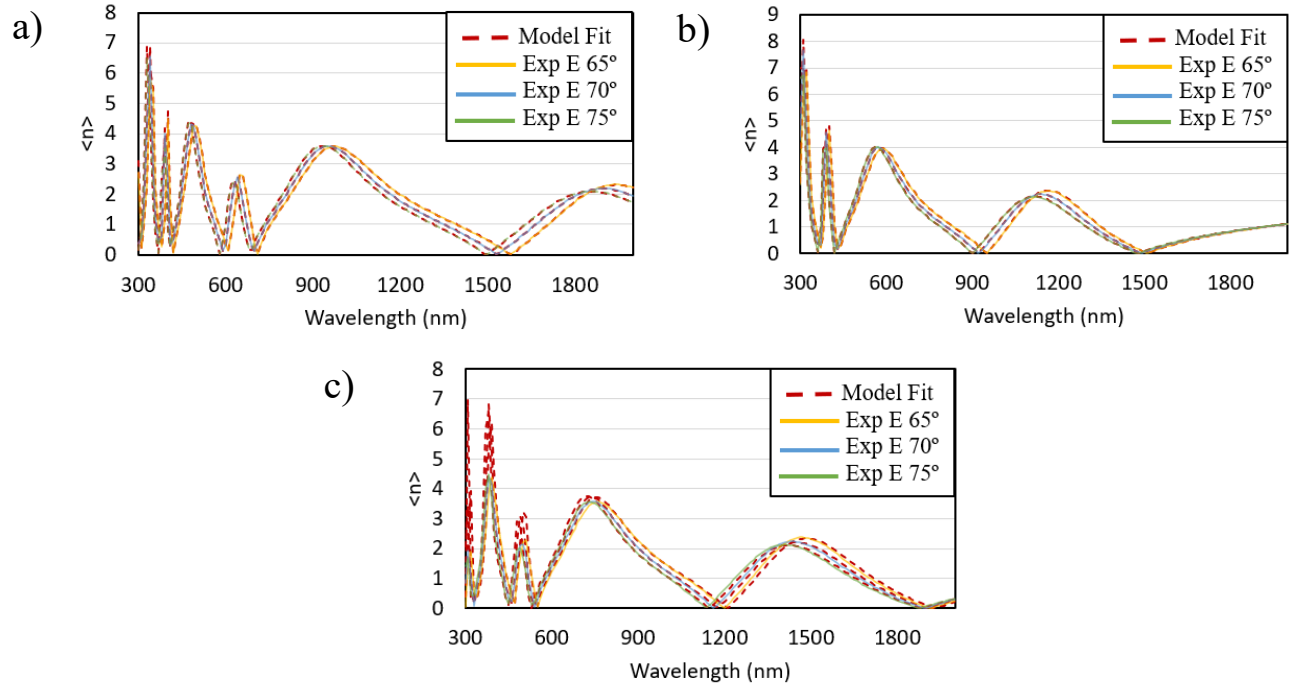 a)
<n>
8
7
6
5
4
3
2
1
0
300 600 900 1200 1500 1800
Wavelength (nm)
Model Fit
Exp E 65º
Exp E 70º
Exp E 75º
b)
<n>
9
8
7
6
5
4
3
2
1
0
300 600 900 1200 1500 1800
Wavelength (nm)
Model Fit
Exp E 65º
Exp E 70º
Exp E 75º
c)
<n>
8
7
6
5
4
3
2
1
0
300 600 900 1200 1500 1800
Wavelength (nm)
Model Fit
Exp E 65º
Exp E 70º
Exp E 75º